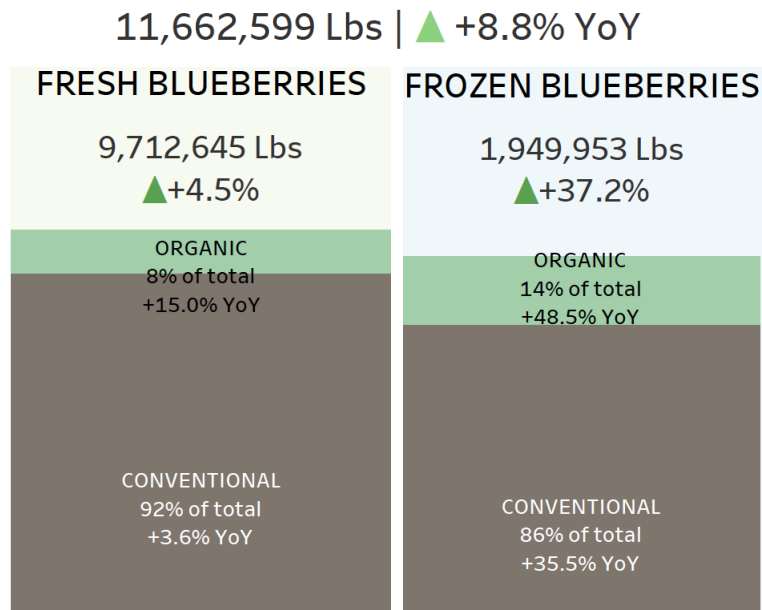 11,662,599 Lbs | ▲ +8.8% YoY
FRESH BLUEBERRIES
9,712,645 Lbs
▲+4.5%
ORGANIC
8% of total
+15.0% YoY
CONVENTIONAL
92% of total
+3.6% YoY
FROZEN BLUEBERRIES
1,949,953 Lbs
▲+37.2%
ORGANIC
14% of total
+48.5% YoY
CONVENTIONAL
86% of total
+35.5% YoY